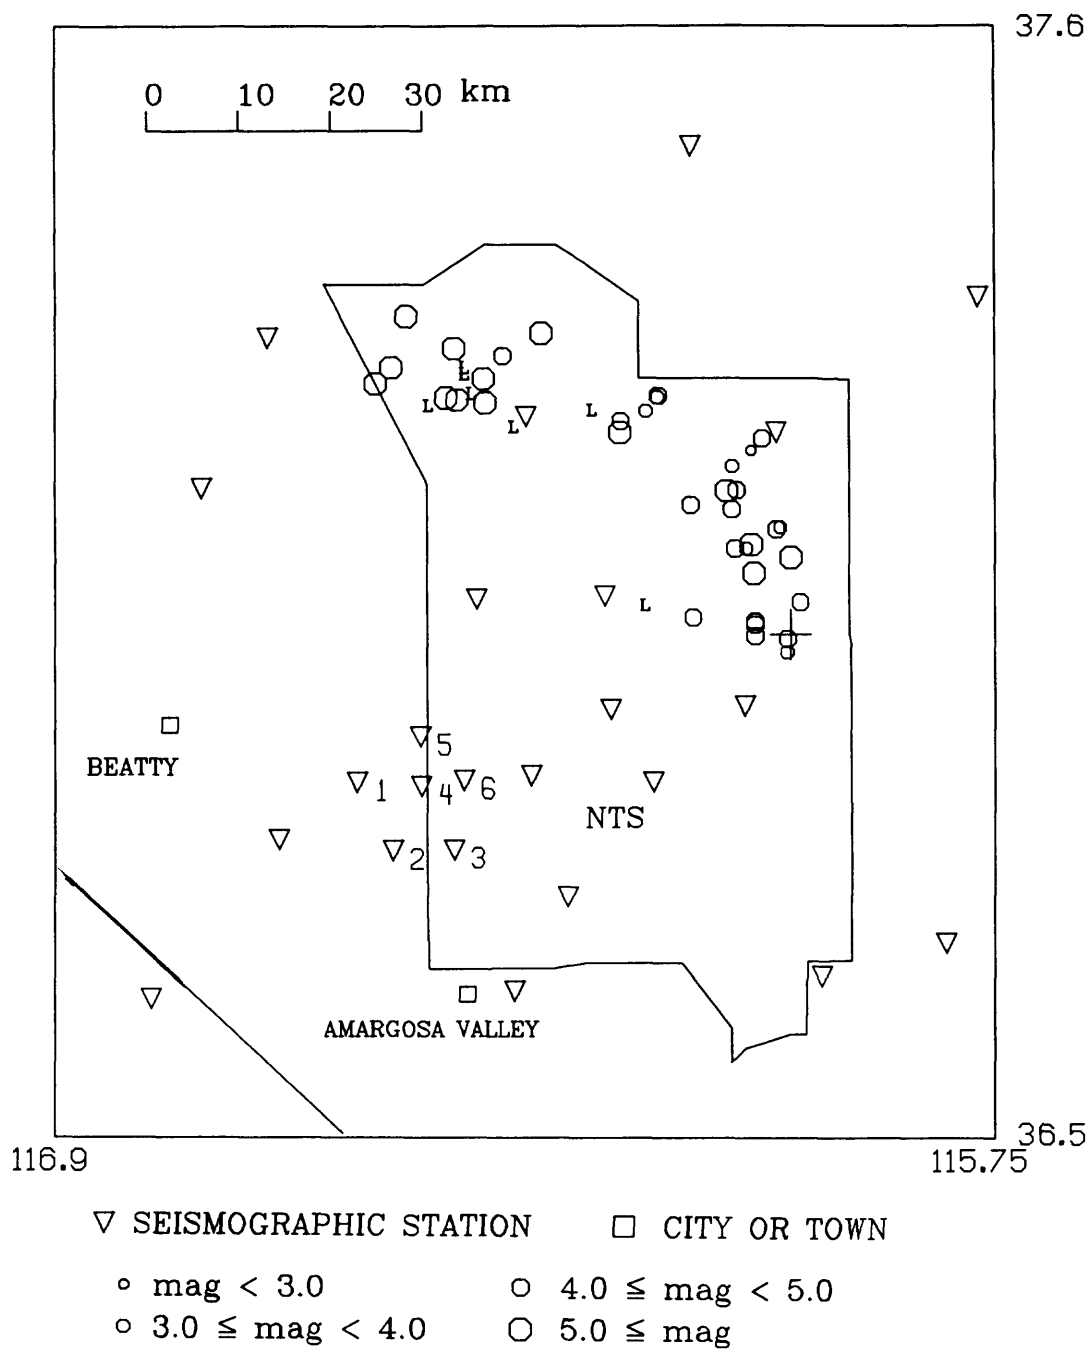 37.6
0 10 20 30 km
L
L
L
L
L
L
L
L
BEATTY
5
1 4 6
NTS
2 3
AMARGOSA VALLEY
36.5
116.9 115.75
SEISMOGRAPHIC STATION CITY OR TOWN
mag < 3.0 4.0 ≦ mag < 5.0
3.0 ≦ mag < 4.0 5.0 ≦ mag